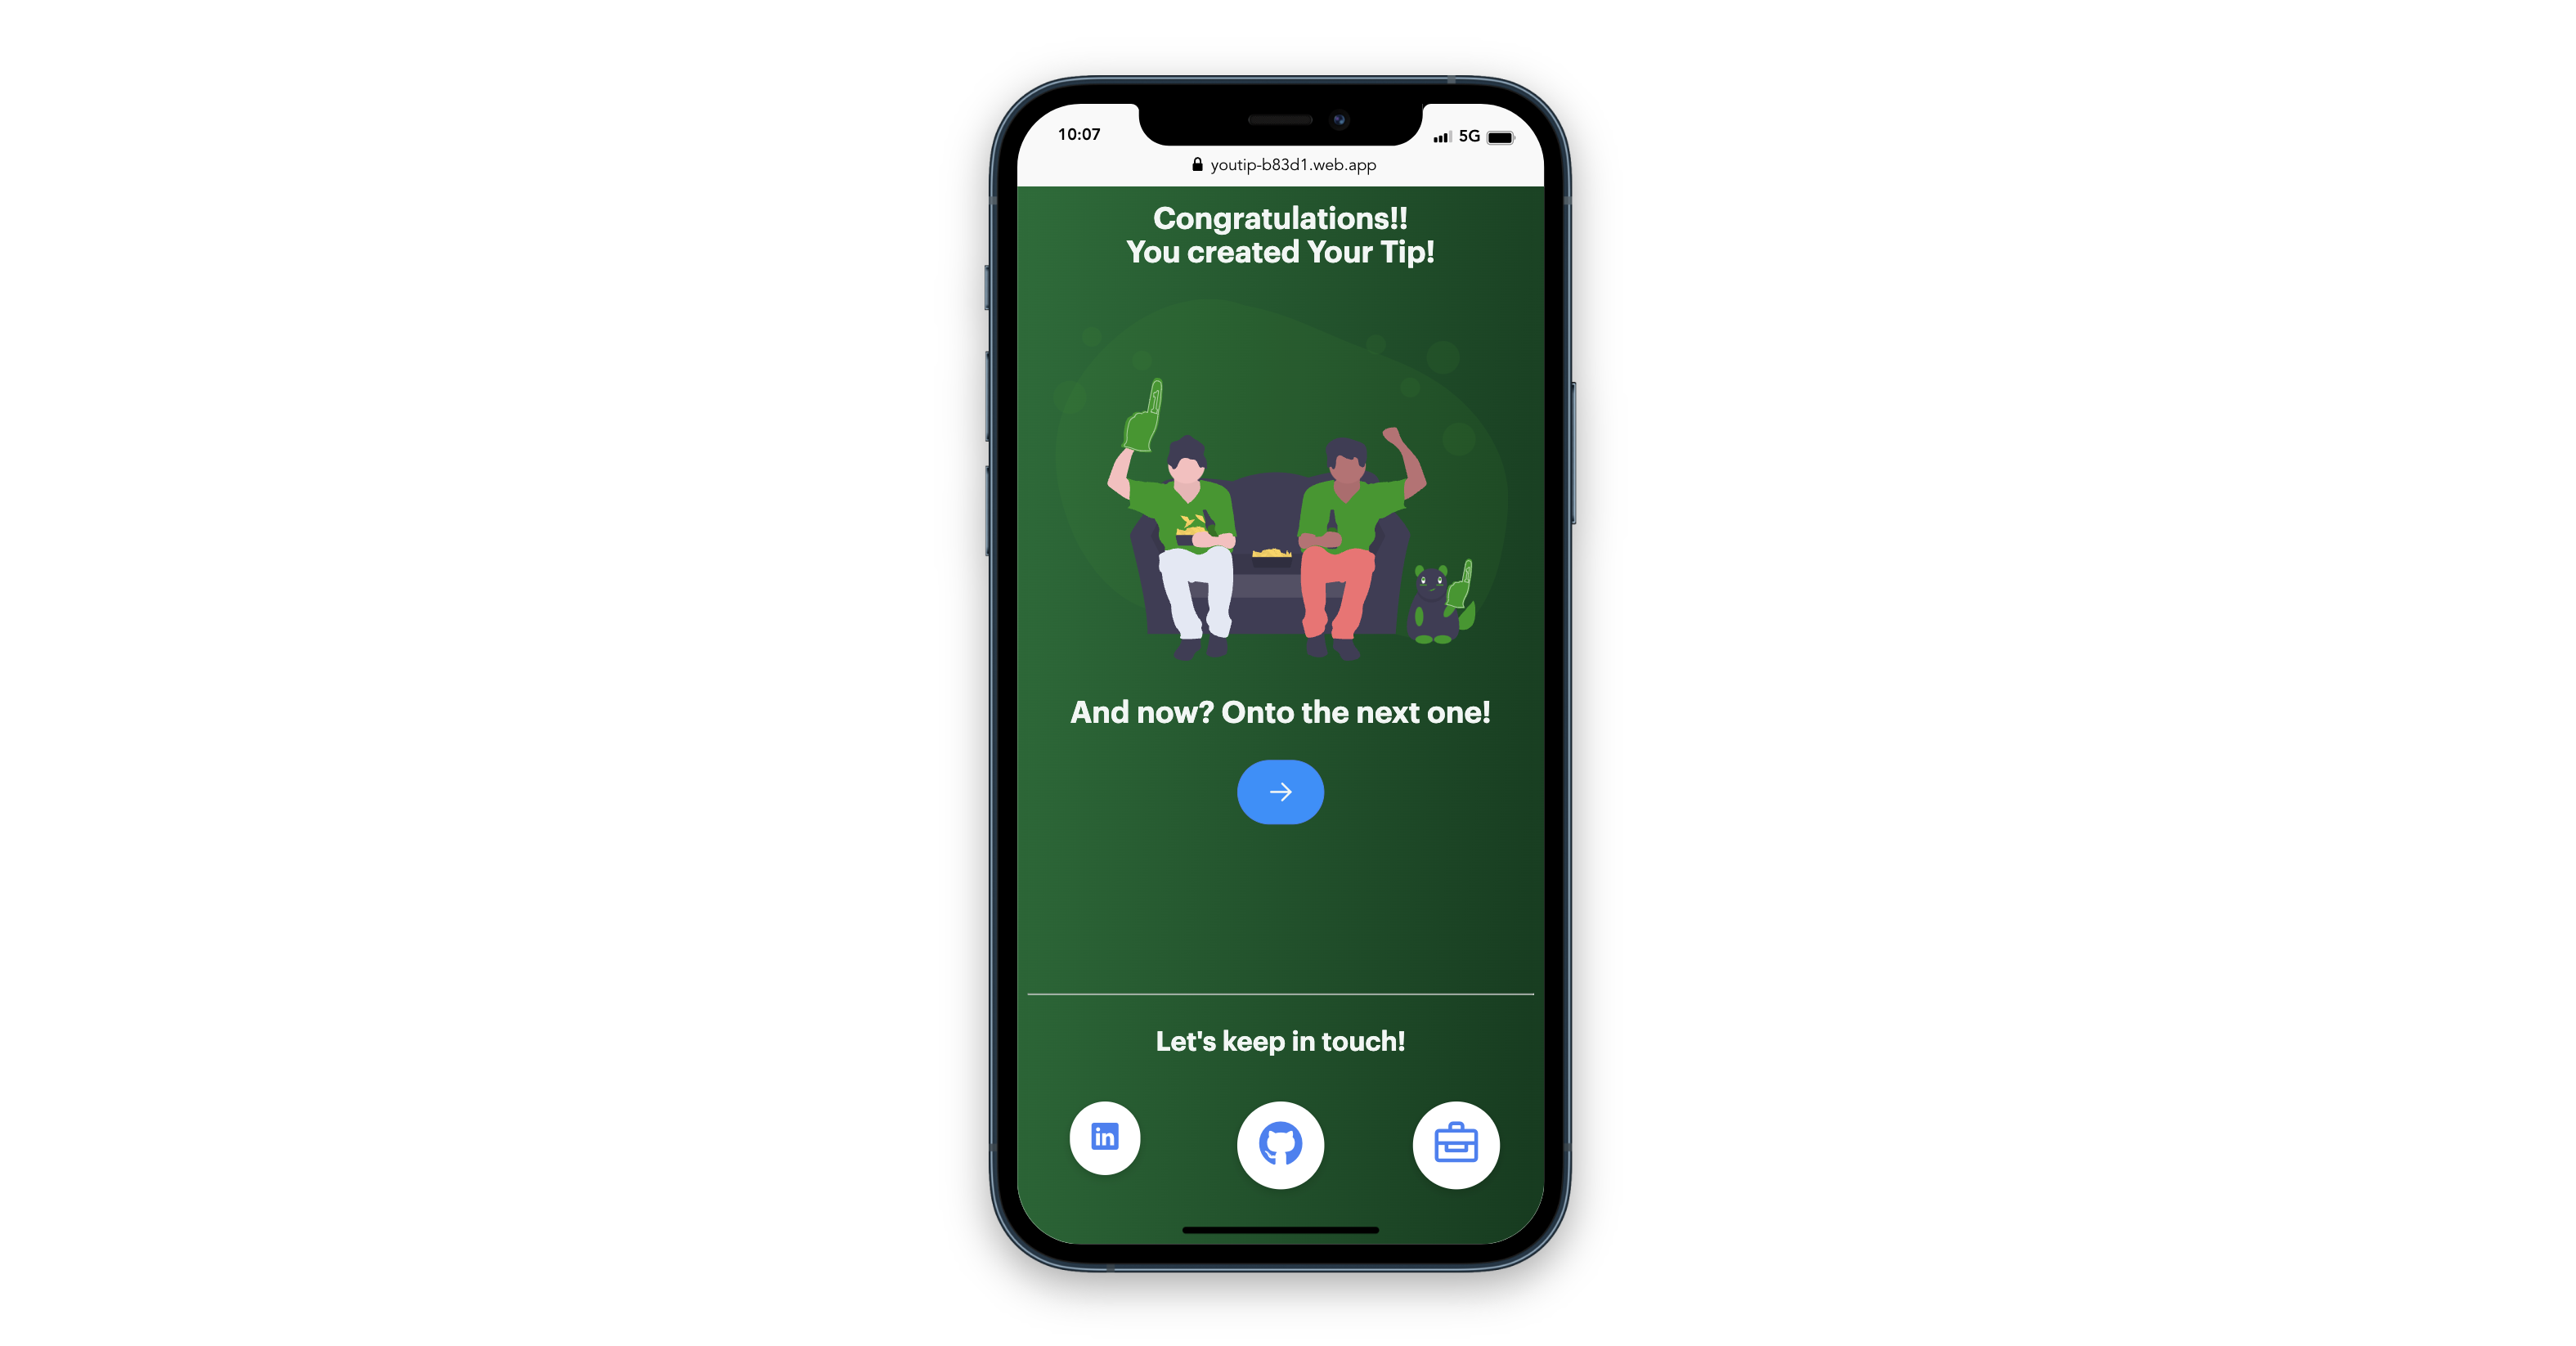 10:07
5G
youtip-b83d1.web.app
Congratulations!!
You created Your Tip!
And now? Onto the next one!
Let's keep in touch!
in